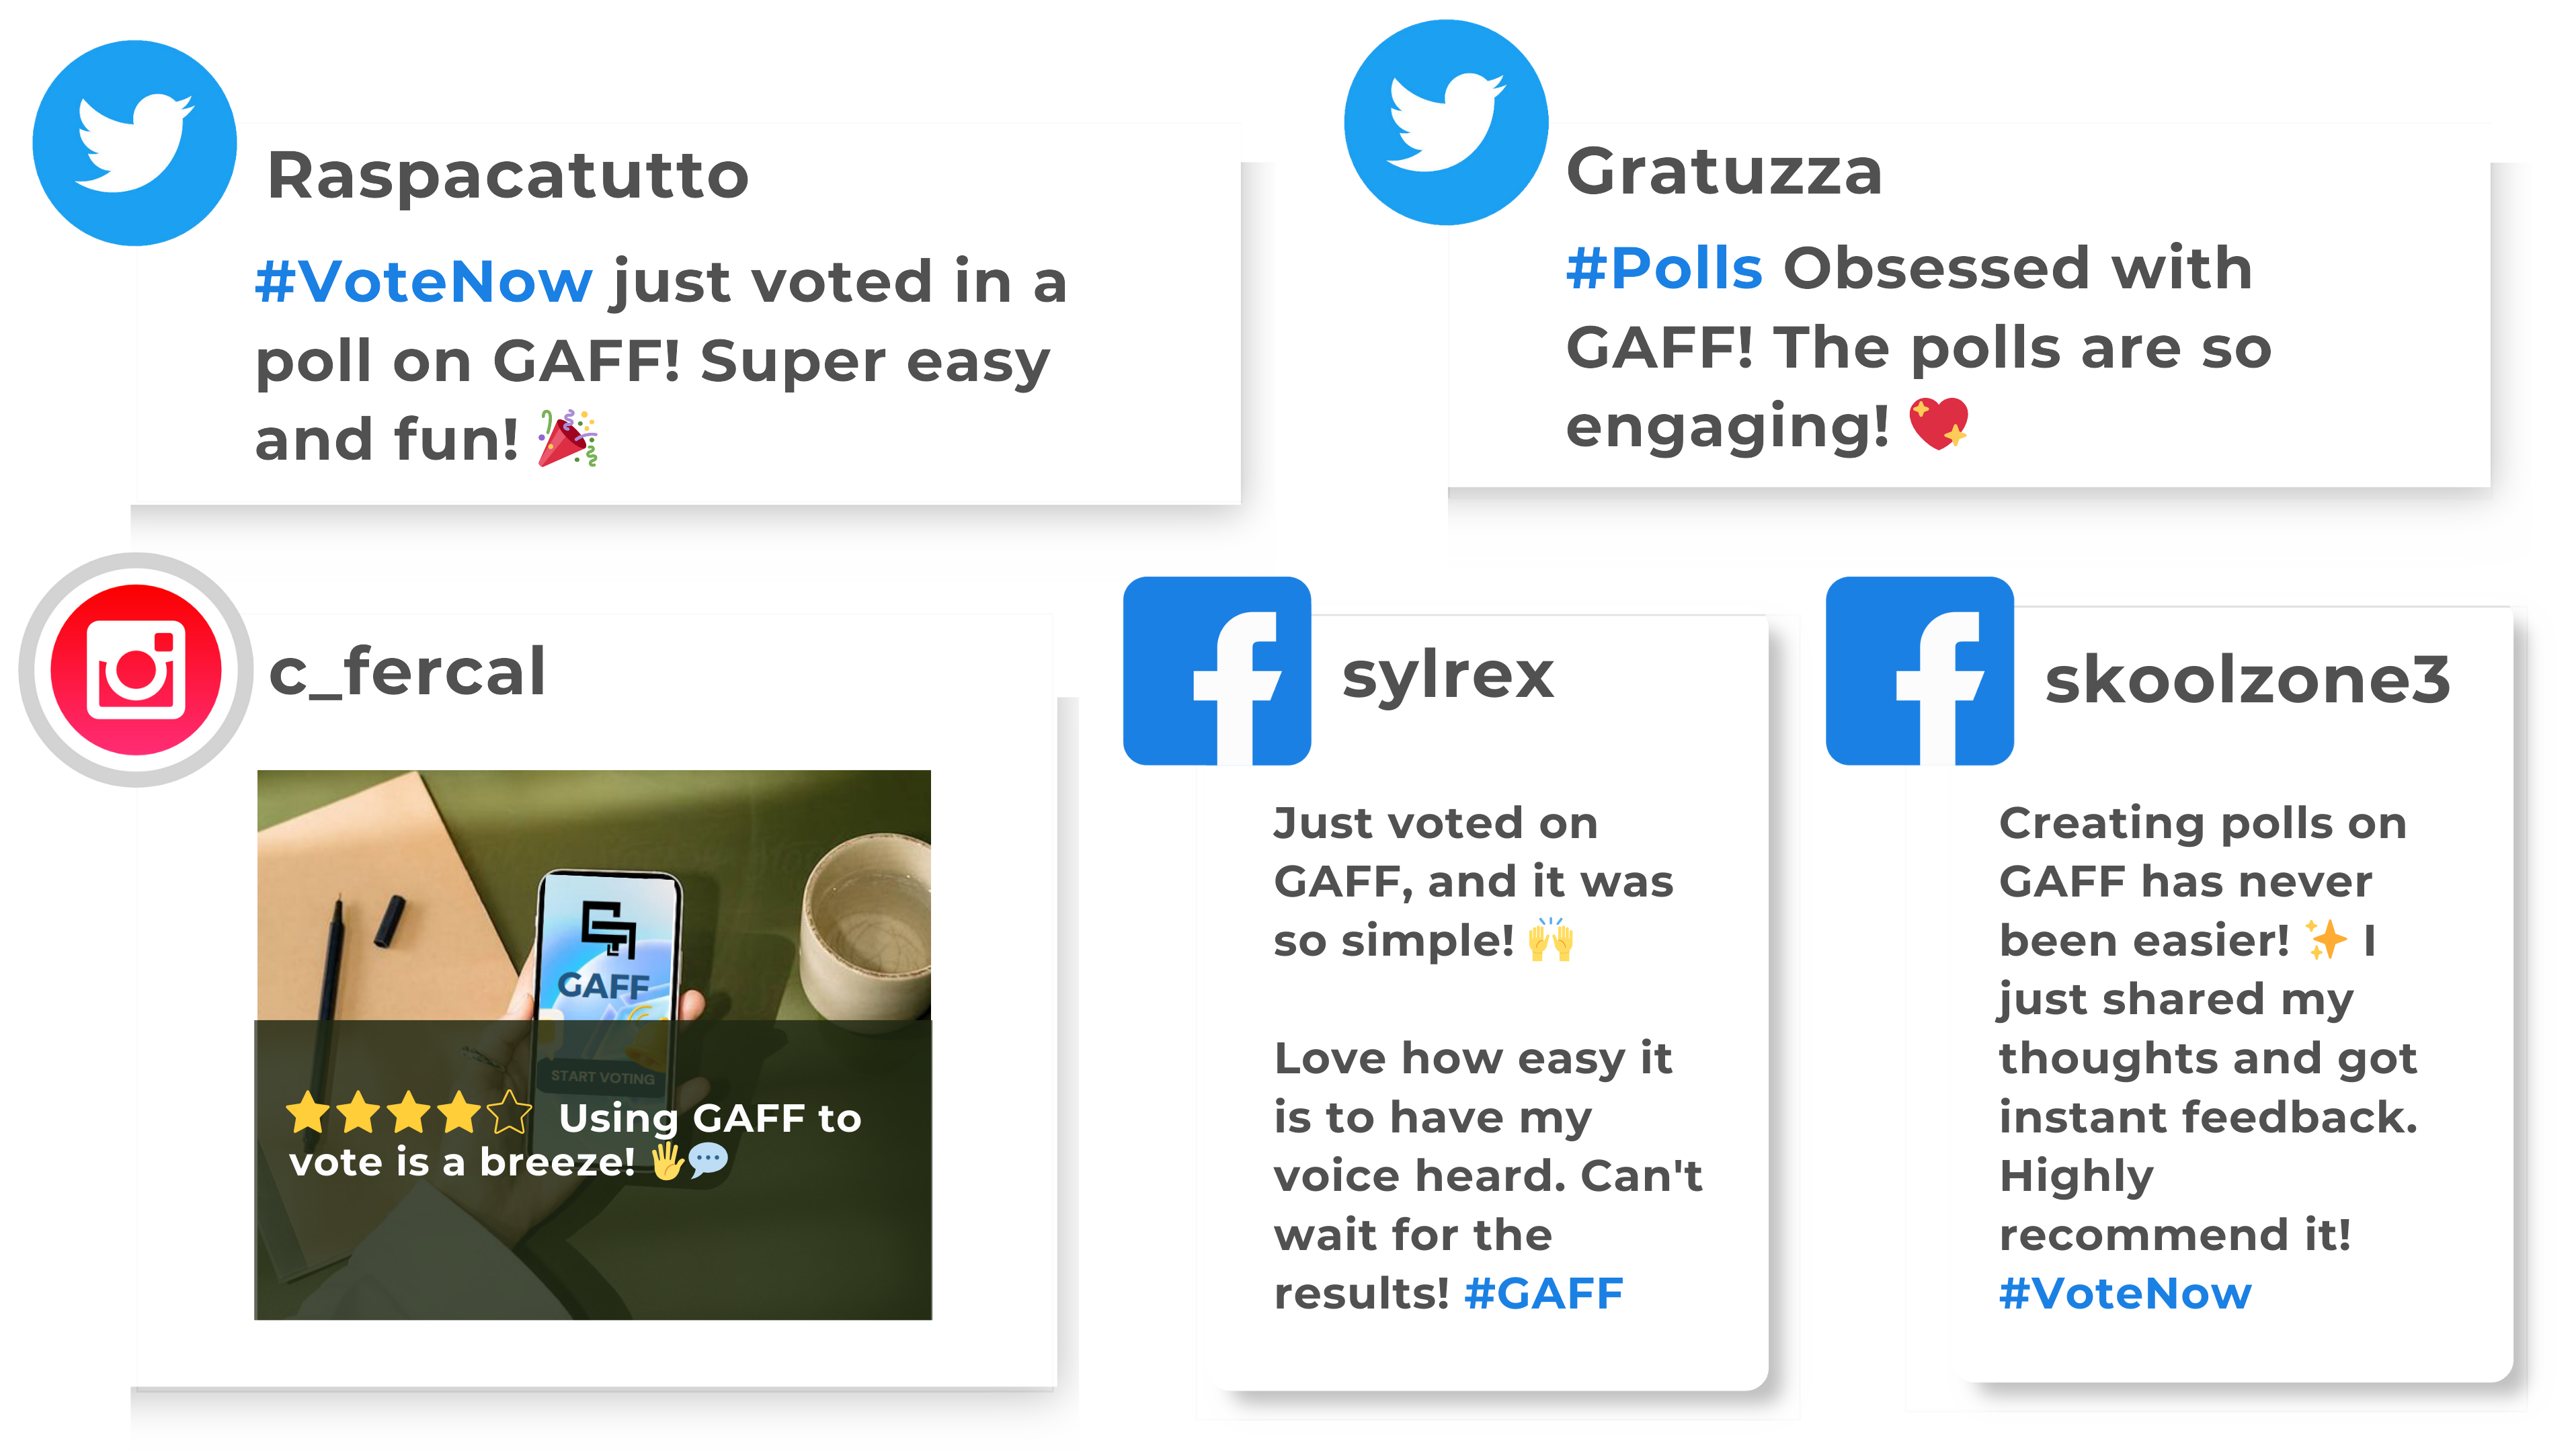 Raspacatutto
#VoteNow just voted in a
poll on GAFF! Super easy
and fun! 🎉
Gratuzza
#Polls Obsessed with
GAFF! The polls are so
engaging! 💖
c_fercal
GAFF
START VOTING
Using GAFF to
vote is a breeze! 🖐💬
sylrex
Just voted on
GAFF, and it was
so simple! 🙌
Love how easy it
is to have my
voice heard. Can't
wait for the
results! #GAFF
skoolzone3
Creating polls on
GAFF has never
been easier! ✨ I
just shared my
thoughts and got
instant feedback.
Highly
recommend it!
#VoteNow